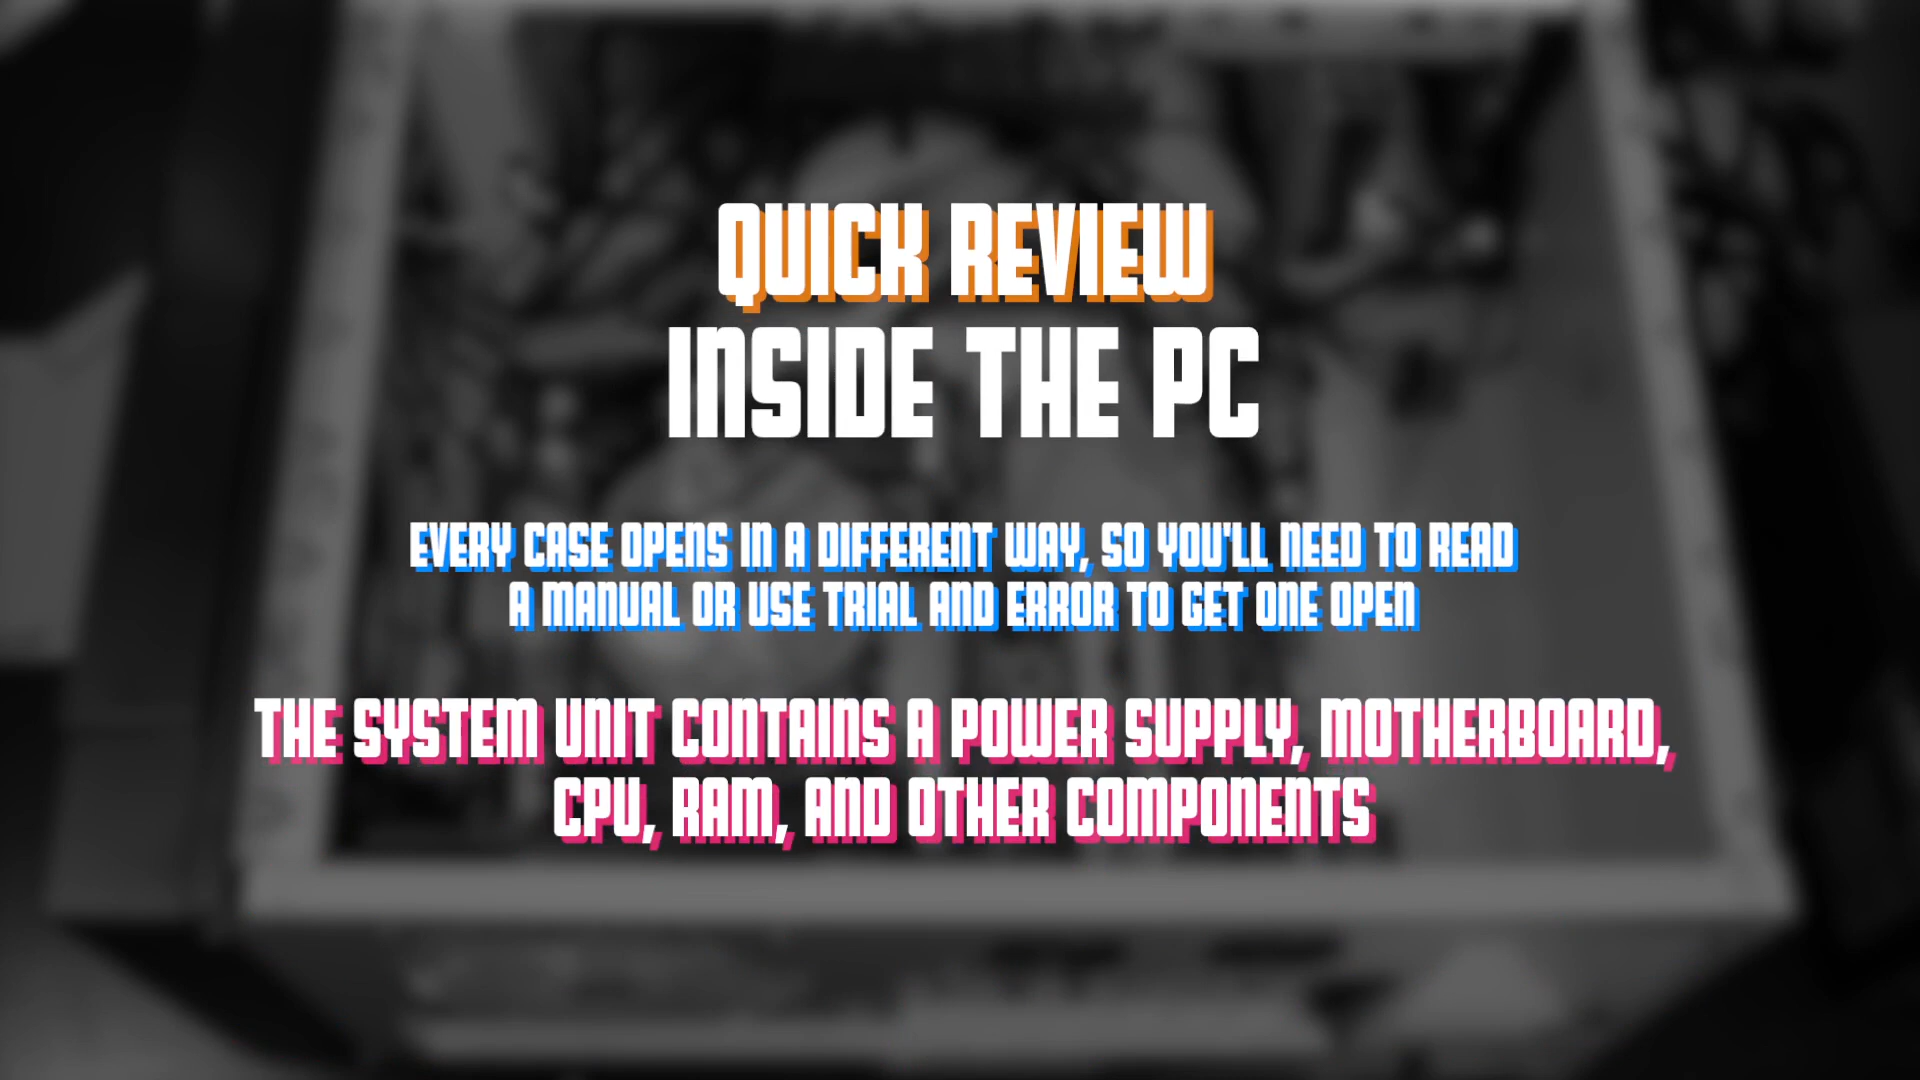 QUICK REVIEW
INSIDE THE PC
EVERY CASE OPENS IN A DIFFERENT WAY, SO YOU'LL NEED TO READ
A MANUAL OR USE TRIAL AND ERROR TO GET ONE OPEN
THE SYSTEM UNIT CONTAINS A POWER SUPPLY, MOTHERBOARD,
CPU, RAM, AND OTHER COMPONENTS